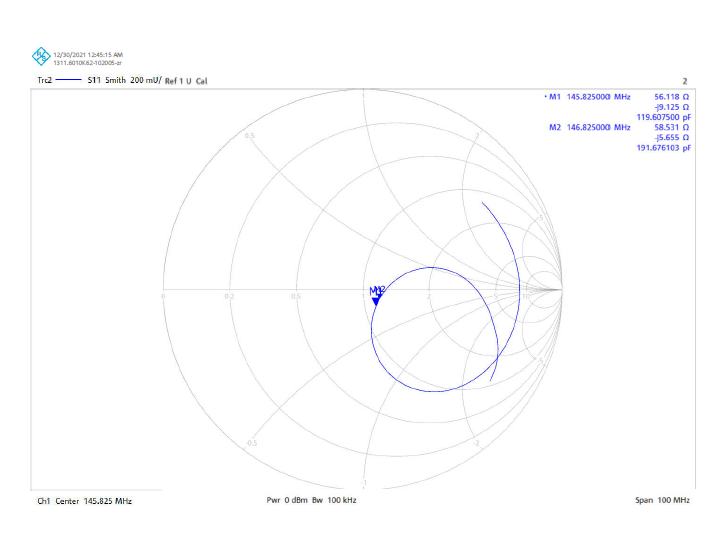 12/30/2021 12:45:15 AM
1311.6010K62-102005-zr
Trc2 S11 Smith 200 mU/ Ref 1 U Cal 2
• M1 145.825000 MHz 56.118 Ω
-j9.125 Ω
119.607500 pF
M2 146.825000 MHz 58.531 Ω
-j5.655 Ω
191.676103 pF
0.5 2
5
0 0.2 0.5 1 2 5 10
-5
-0.5 -2
-1
Ch1 Center 145.825 MHz Pwr 0 dBm Bw 100 kHz Span 100 MHz